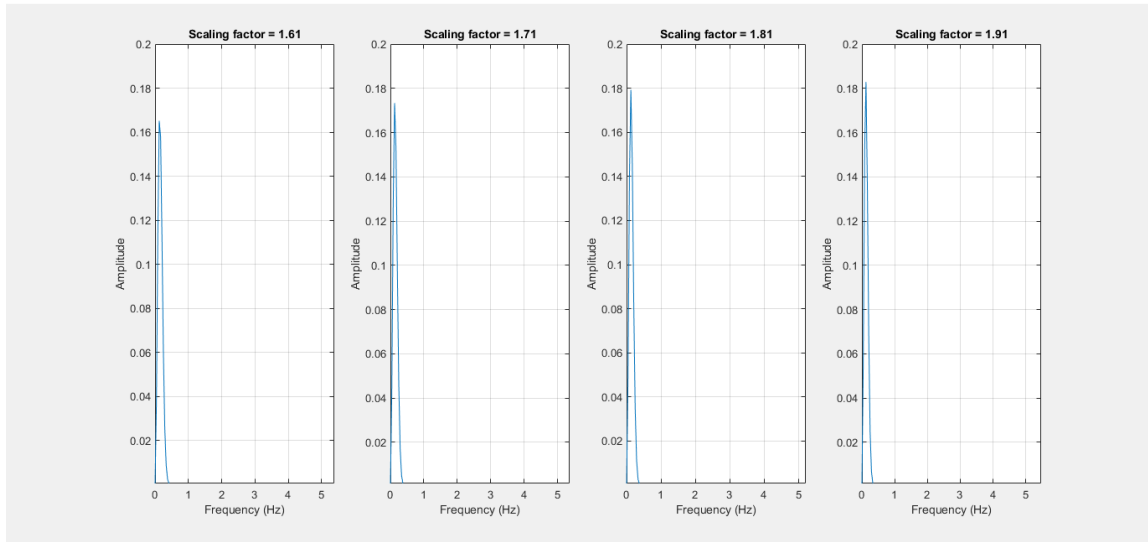 Scaling factor = 1.61
0.2
0.18
0.16
0.14
0.12
0.1
0.08
0.06
0.04
0.02
Amplitude
0 1 2 3 4 5
Frequency (Hz)
Scaling factor = 1.71
0.2
0.18
0.16
0.14
0.12
0.1
0.08
0.06
0.04
0.02
Amplitude
0 1 2 3 4 5
Frequency (Hz)
Scaling factor = 1.81
0.2
0.18
0.16
0.14
0.12
0.1
0.08
0.06
0.04
0.02
Amplitude
0 1 2 3 4 5
Frequency (Hz)
Scaling factor = 1.91
0.2
0.18
0.16
0.14
0.12
0.1
0.08
0.06
0.04
0.02
Amplitude
0 1 2 3 4 5
Frequency (Hz)